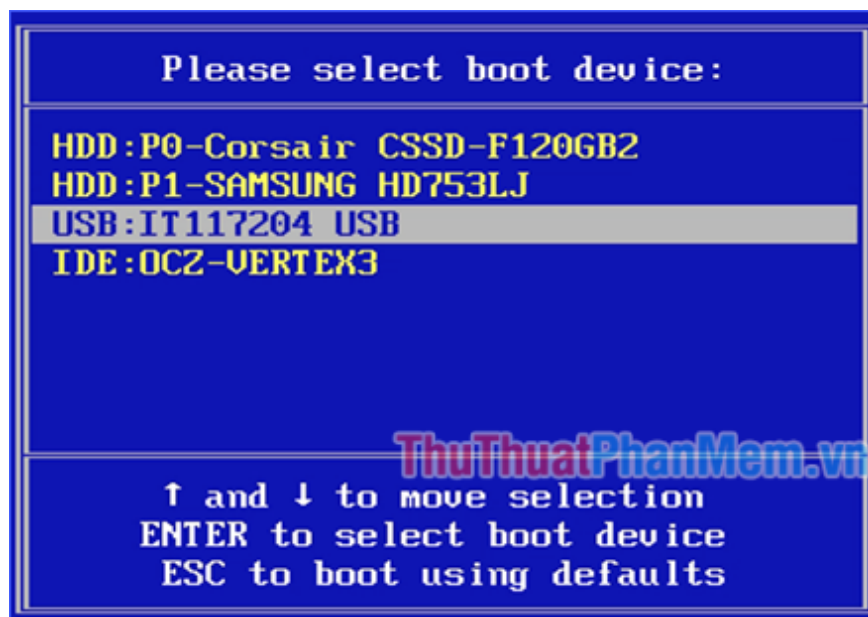 Please select boot device:
HDD:P0-Corsair CSSD-F120GB2
HDD:P1-SAMSUNG HD753LJ
USB:IT117204 USB
IDE:OCZ-VERTEX3
ThuThuatPhanMem.vn
↑ and ↓ to move selection
ENTER to select boot device
ESC to boot using defaults